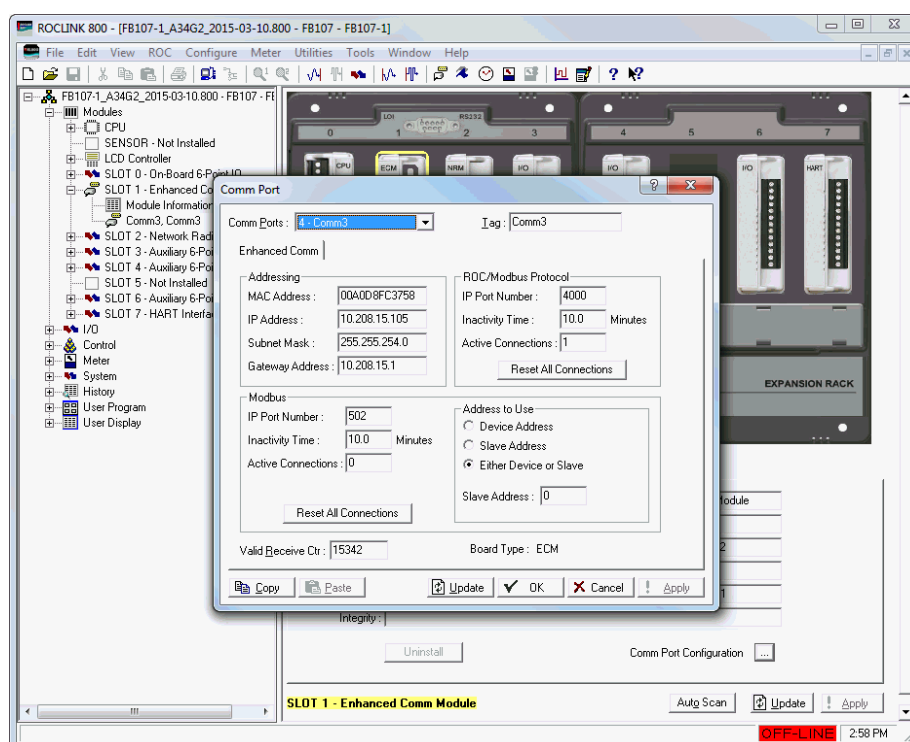 ROCLINK 800 - [FB107-1_A34G2_2015-03-10.800 - FB107 - FB107-1]
File Edit View ROC Configure Meter Utilities Tools Window Help
FB107-1_A34G2_2015-03-10.800 - FB107 - FE
Modules
CPU
SENSOR - Not Installed
LCD Controller
SLOT 0 - On-Board 6-Point IO
SLOT 1 - Enhanced Co
Module Information
Comm3, Comm3
SLOT 2 - Network Radi
SLOT 3 - Auxiliary 6-Poi
SLOT 4 - Auxiliary 6-Poi
SLOT 5 - Not Installed
SLOT 6 - Auxiliary 6-Poi
SLOT 7 - HART Interfa
I/O
Control
Meter
System
History
User Program
User Display
LOI RS232
0 1 2 3 4 5 6 7
CPU ECM NRM I/O I/O I/O HART
EXPANSION RACK
Comm Port
Comm Ports : 4 - Comm3 Tag : Comm3
Enhanced Comm
Addressing
MAC Address : 00A0D8FC3758
IP Address : 10.208.15.105
Subnet Mask : 255.255.254.0
Gateway Address : 10.208.15.1
ROC/Modbus Protocol
IP Port Number : 4000
Inactivity Time : 10.0 Minutes
Active Connections : 1
Reset All Connections
Modbus
IP Port Number : 502
Inactivity Time : 10.0 Minutes
Active Connections : 0
Reset All Connections
Address to Use
Device Address
Slave Address
Either Device or Slave
Slave Address : 0
Valid Receive Ctr : 15342 Board Type : ECM
Copy Paste Update OK Cancel ! Apply
Module
2
1
Integrity :
Uninstall Comm Port Configuration ...
SLOT 1 - Enhanced Comm Module Auto Scan Update ! Apply
OFF-LINE 2:58 PM